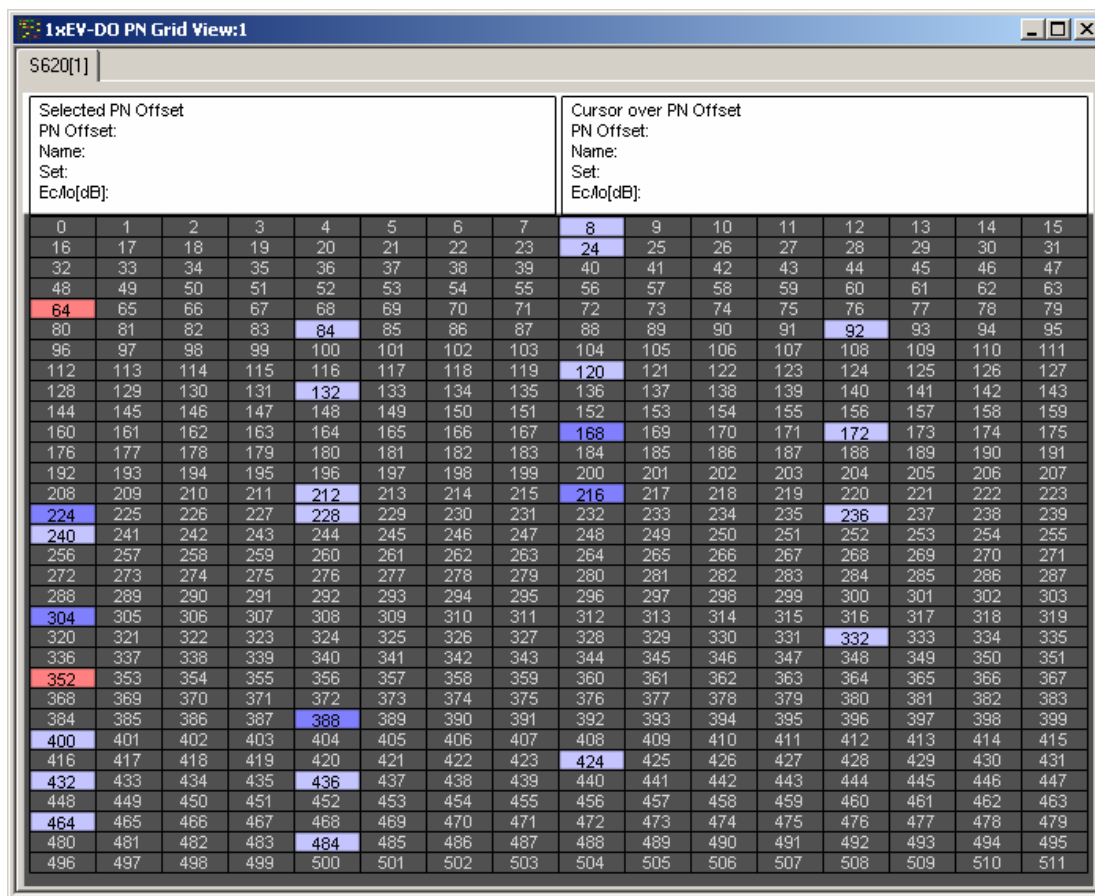 1xEV-DO PN Grid View:1
S620[1]
Selected PN Offset
PN Offset:
Name:
Set:
Ec/Io[dB]:
Cursor over PN Offset
PN Offset:
Name:
Set:
Ec/Io[dB]:
0 1 2 3 4 5 6 7 8 9 10 11 12 13 14 15
16 17 18 19 20 21 22 23 24 25 26 27 28 29 30 31
32 33 34 35 36 37 38 39 40 41 42 43 44 45 46 47
48 49 50 51 52 53 54 55 56 57 58 59 60 61 62 63
64 65 66 67 68 69 70 71 72 73 74 75 76 77 78 79
80 81 82 83 84 85 86 87 88 89 90 91 92 93 94 95
96 97 98 99 100 101 102 103 104 105 106 107 108 109 110 111
112 113 114 115 116 117 118 119 120 121 122 123 124 125 126 127
128 129 130 131 132 133 134 135 136 137 138 139 140 141 142 143
144 145 146 147 148 149 150 151 152 153 154 155 156 157 158 159
160 161 162 163 164 165 166 167 168 169 170 171 172 173 174 175
176 177 178 179 180 181 182 183 184 185 186 187 188 189 190 191
192 193 194 195 196 197 198 199 200 201 202 203 204 205 206 207
208 209 210 211 212 213 214 215 216 217 218 219 220 221 222 223
224 225 226 227 228 229 230 231 232 233 234 235 236 237 238 239
240 241 242 243 244 245 246 247 248 249 250 251 252 253 254 255
256 257 258 259 260 261 262 263 264 265 266 267 268 269 270 271
272 273 274 275 276 277 278 279 280 281 282 283 284 285 286 287
288 289 290 291 292 293 294 295 296 297 298 299 300 301 302 303
304 305 306 307 308 309 310 311 312 313 314 315 316 317 318 319
320 321 322 323 324 325 326 327 328 329 330 331 332 333 334 335
336 337 338 339 340 341 342 343 344 345 346 347 348 349 350 351
352 353 354 355 356 357 358 359 360 361 362 363 364 365 366 367
368 369 370 371 372 373 374 375 376 377 378 379 380 381 382 383
384 385 386 387 388 389 390 391 392 393 394 395 396 397 398 399
400 401 402 403 404 405 406 407 408 409 410 411 412 413 414 415
416 417 418 419 420 421 422 423 424 425 426 427 428 429 430 431
432 433 434 435 436 437 438 439 440 441 442 443 444 445 446 447
448 449 450 451 452 453 454 455 456 457 458 459 460 461 462 463
464 465 466 467 468 469 470 471 472 473 474 475 476 477 478 479
480 481 482 483 484 485 486 487 488 489 490 491 492 493 494 495
496 497 498 499 500 501 502 503 504 505 506 507 508 509 510 511